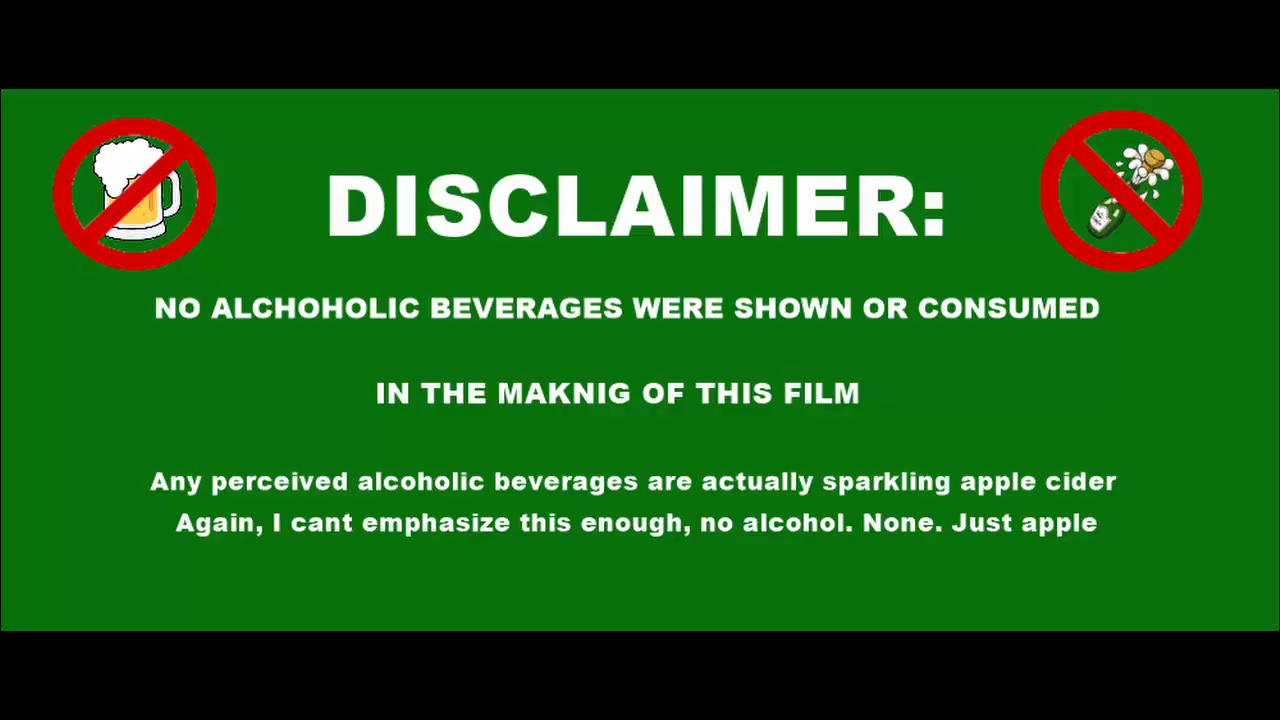 DISCLAIMER:
NO ALCHOHOLIC BEVERAGES WERE SHOWN OR CONSUMED
IN THE MAKNIG OF THIS FILM
Any perceived alcoholic beverages are actually sparkling apple cider
Again, I cant emphasize this enough, no alcohol. None. Just apple